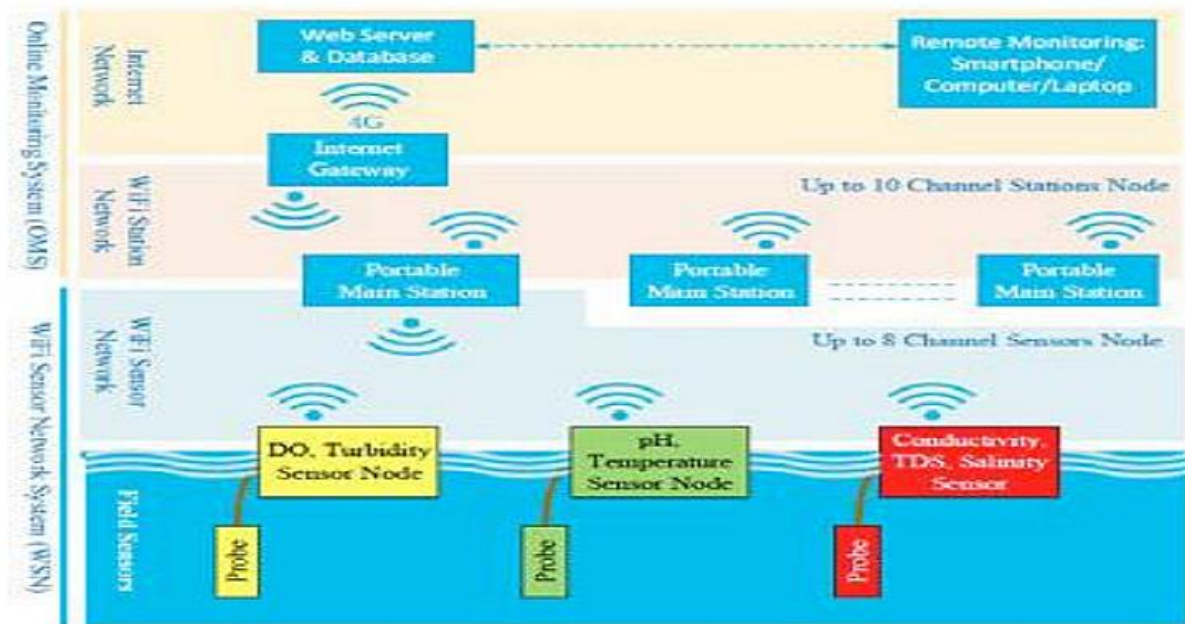 Online Monitoring System (OMS)
Internet
Network
Web Server
& Database
Remote Monitoring:
Smartphone/
Computer/Laptop
4G
Internet
Gateway
WiFi Station
Network
Up to 10 Channel Stations Node
Portable
Main Station
Portable
Main Station
Portable
Main Station
WiFi Sensor Network System (WSN)
WiFi Sensor
Network
Up to 8 Channel Sensors Node
DO, Turbidity
Sensor Node
pH,
Temperature
Sensor Node
Conductivity,
TDS, Salinity
Sensor
Field Sensors
Probe
Probe
Probe